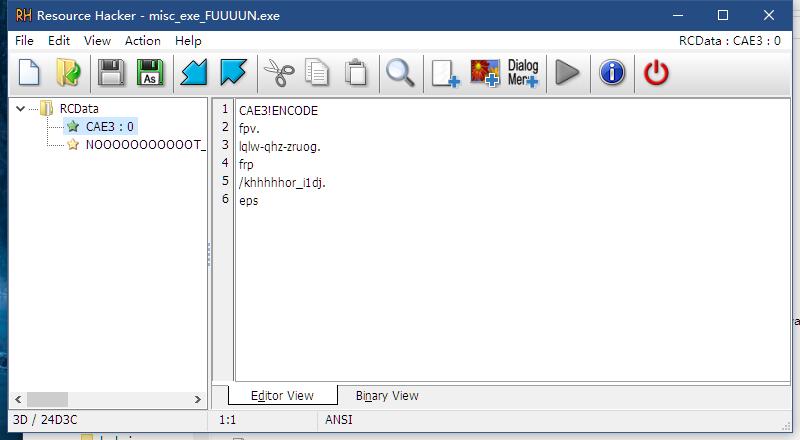 RH Resource Hacker - misc_exe_FUUUUN.exe
File Edit View Action Help RCData : CAE3 : 0
As Dialog
Menu
RCData
CAE3 : 0
NOOOOOOOOOOOT_
1 CAE3!ENCODE
2 fpv.
3 lqlw-qhz-zruog.
4 frp
5 /khhhhhor_i1dj.
6 eps
Editor View Binary View
3D / 24D3C 1:1 ANSI